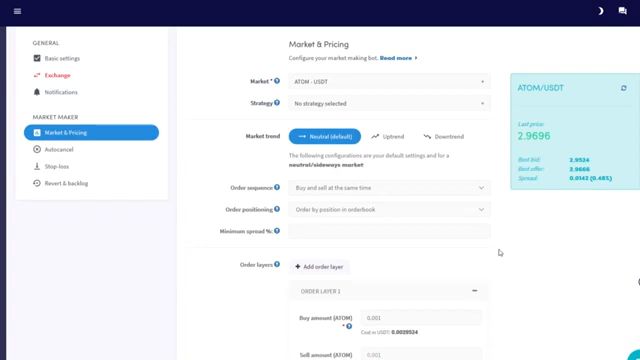 GENERAL
Basic settings
Exchange
Notifications
MARKET MAKER
Market & Pricing
Autocancel
Stop-loss
Revert & backlog
Market & Pricing
Configure your market making bot. Read more
Market *
ATOM - USDT
Strategy
No strategy selected
Market trend
Neutral (default)
Uptrend
Downtrend
The following configurations are your default settings and for a
neutral/sideways market
Order sequence
Buy and sell at the same time
Order positioning
Order by position in orderbook
Minimum spread %:
Order layers
+ Add order layer
ORDER LAYER 1
Buy amount (ATOM)
*
0.001
Cost in USDT: 0.0029524
Sell amount (ATOM)
0.001
ATOM/USDT
Last price:
2.9696
Best bid: 2.9524
Best offer: 2.9666
Spread: 0.0142 (0.48%)